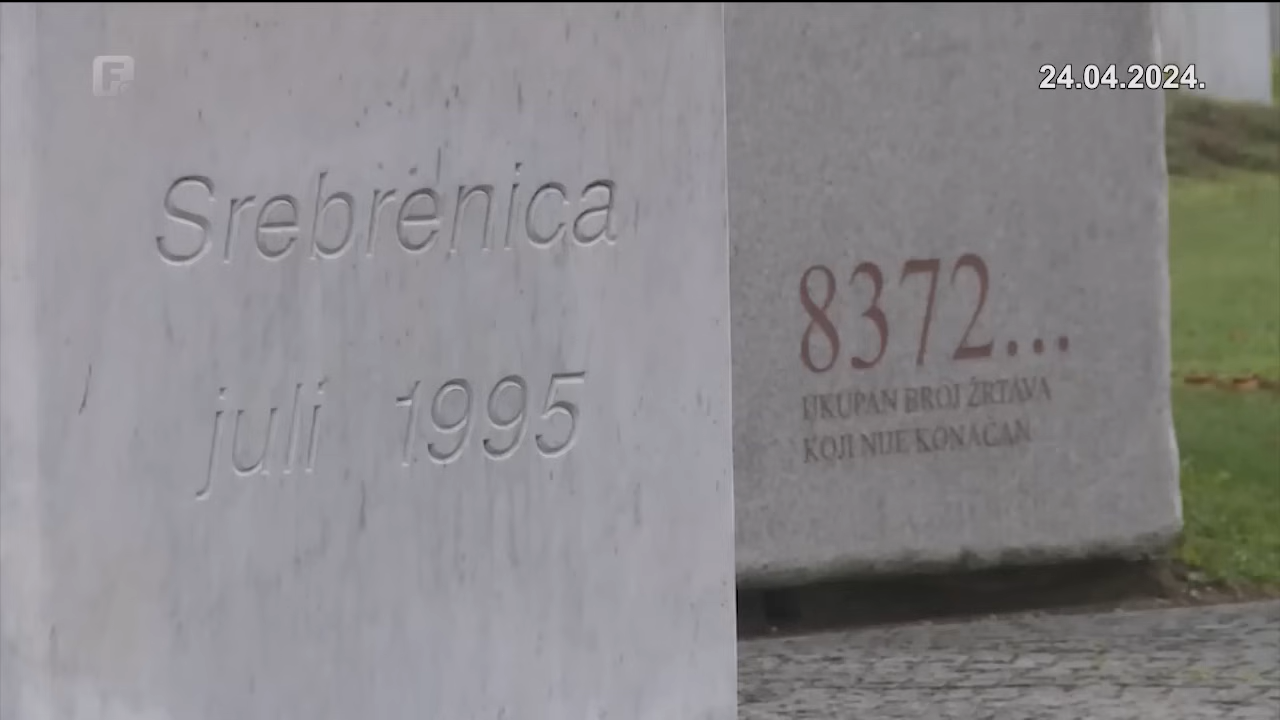 24.04.2024.
Srebrenica
juli 1995
8372...
UKUPAN BROJ ŽRTAVA
KOJI NIJE KONAČAN